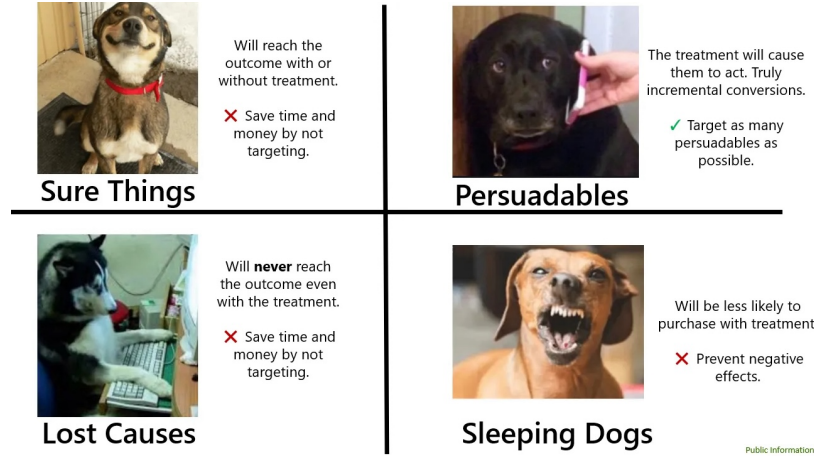 Will reach the
outcome with or
without treatment.
✕ Save time and
money by not
targeting.
Sure Things
The treatment will cause
them to act. Truly
incremental conversions.
✓ Target as many
persuadables as
possible.
Persuadables
Will never reach
the outcome even
with the treatment.
✕ Save time and
money by not
targeting.
Lost Causes
Will be less likely to
purchase with treatment
✕ Prevent negative
effects.
Sleeping Dogs
Public Information